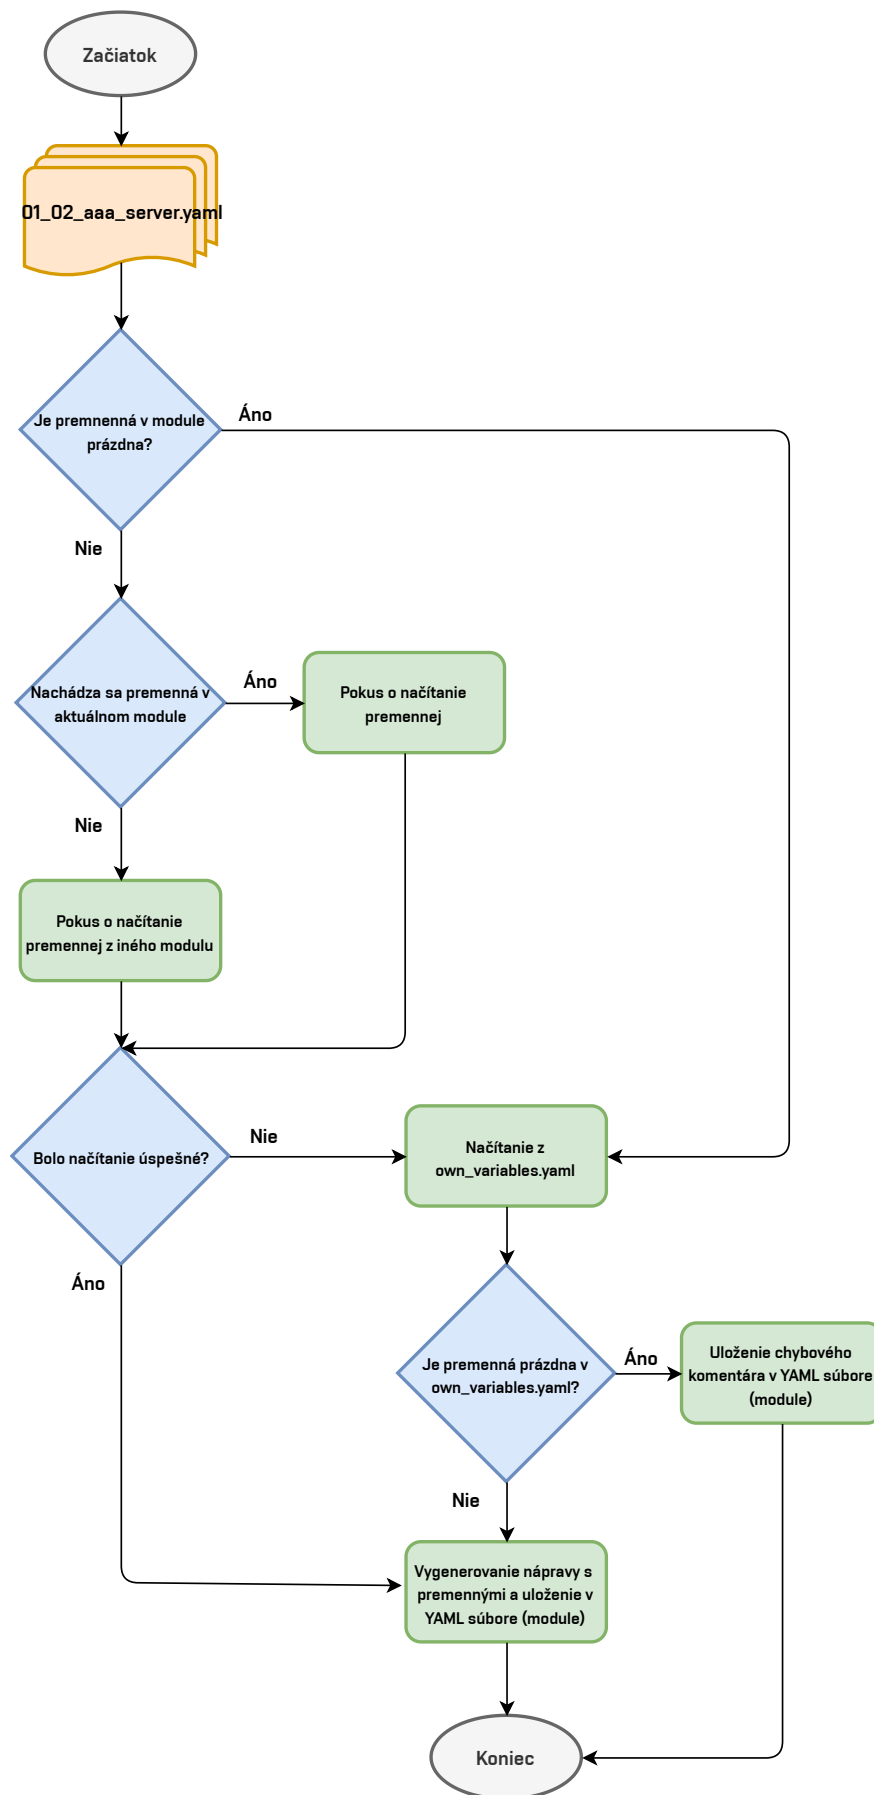 Začiatok
01_02_aaa_server.yaml
Je premnenná v module
prázdna?
Áno
Nie
Nachádza sa premenná v
aktuálnom module
Áno
Pokus o načítanie
premennej
Nie
Pokus o načítanie
premennej z iného modulu
Bolo načítanie úspešné?
Nie
Načítanie z
own_variables.yaml
Áno
Je premenná prázdna v
own_variables.yaml?
Áno
Uloženie chybového
komentára v YAML súbore
(module)
Nie
Vygenerovanie nápravy s
premennými a uloženie v
YAML súbore (module)
Koniec